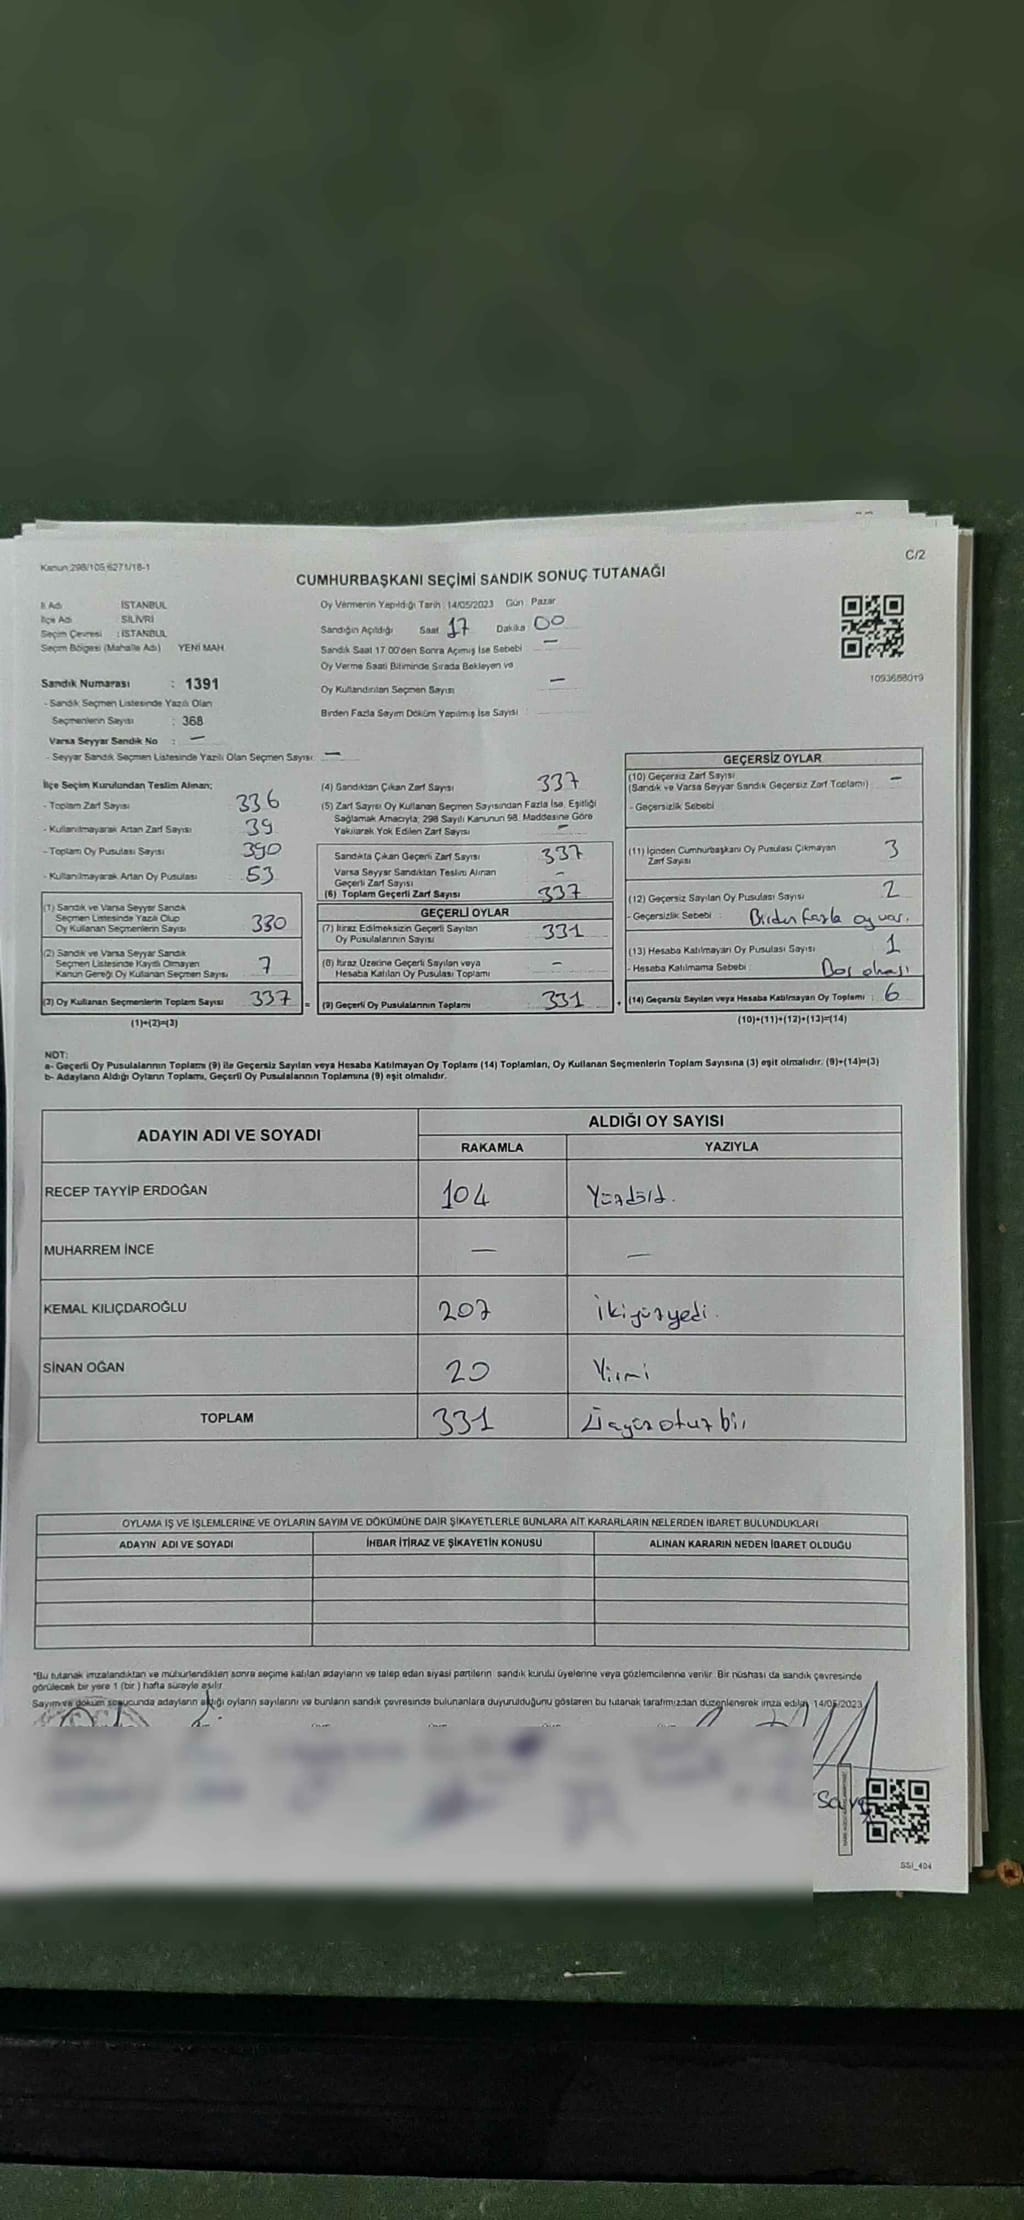 C/2
Kanun;298/105,6271/18-1
CUMHURBAŞKANI SEÇİMİ SANDIK SONUÇ TUTANAĞI
İl Adı İSTANBUL
İlçe Adı SİLİVRİ
Seçim Çevresi : İSTANBUL
Seçim Bölgesi (Mahalle Adı) YENİ MAH
Sandık Numarası : 1391
- Sandık Seçmen Listesinde Yazılı Olan
Seçmenlerin Sayısı : 368
Varsa Seyyar Sandık No : —
- Seyyar Sandık Seçmen Listesinde Yazılı Olan Seçmen Sayısı: —
Oy Vermenin Yapıldığı Tarih : 14/05/2023 Gün Pazar
Sandığın Açıldığı Saat 17 Dakika 00
Sandık Saat 17:00'den Sonra Açılmış İse Sebebi —
Oy Verme Saati Bitiminde Sırada Bekleyen ve
Oy Kullandırılan Seçmen Sayısı —
Birden Fazla Sayım Döküm Yapılmış İse Sayısı :
1093688019
İlçe Seçim Kurulundan Teslim Alınan;
- Toplam Zarf Sayısı 336
- Kullanılmayarak Artan Zarf Sayısı 39
- Toplam Oy Pusulası Sayısı 390
- Kullanılmayarak Artan Oy Pusulası 53
(1) Sandık ve Varsa Seyyar Sandık
Seçmen Listesinde Yazılı Olup
Oy Kullanan Seçmenlerin Sayısı 330
(2) Sandık ve Varsa Seyyar Sandık
Seçmen Listesinde Kayıtlı Olmayan
Kanun Gereği Oy Kullanan Seçmen Sayısı 7
(3) Oy Kullanan Seçmenlerin Toplam Sayısı 337 =
(1)+(2)=(3)
(4) Sandıktan Çıkan Zarf Sayısı 337
(5) Zarf Sayısı Oy Kullanan Seçmen Sayısından Fazla İse, Eşitliği
Sağlamak Amacıyla; 298 Sayılı Kanunun 98. Maddesine Göre
Yakılarak Yok Edilen Zarf Sayısı —
Sandıkta Çıkan Geçerli Zarf Sayısı 337
Varsa Seyyar Sandıktan Teslim Alınan
Geçerli Zarf Sayısı —
(6) Toplam Geçerli Zarf Sayısı 337
GEÇERLİ OYLAR
(7) İtiraz Edilmeksizin Geçerli Sayılan
Oy Pusulalarının Sayısı 331
(8) İtiraz Üzerine Geçerli Sayılan veya
Hesaba Katılan Oy Pusulası Toplamı —
(9) Geçerli Oy Pusulalarının Toplamı 331 +
GEÇERSİZ OYLAR
(10) Geçersiz Zarf Sayısı
(Sandık ve Varsa Seyyar Sandık Geçersiz Zarf Toplamı) —
- Geçersizlik Sebebi
(11) İçinden Cumhurbaşkanı Oy Pusulası Çıkmayan
Zarf Sayısı 3
(12) Geçersiz Sayılan Oy Pusulası Sayısı 2
- Geçersizlik Sebebi : Birden fazla oy var.
(13) Hesaba Katılmayan Oy Pusulası Sayısı 1
- Hesaba Katılmama Sebebi Boş olması
(14) Geçersiz Sayılan veya Hesaba Katılmayan Oy Toplamı : 6
(10)+(11)+(12)+(13)=(14)
NOT:
a- Geçerli Oy Pusulalarının Toplamı (9) ile Geçersiz Sayılan veya Hesaba Katılmayan Oy Toplamı (14) Toplamları, Oy Kullanan Seçmenlerin Toplam Sayısına (3) eşit olmalıdır. (9)+(14)=(3)
b- Adayların Aldığı Oyların Toplamı, Geçerli Oy Pusulalarının Toplamına (9) eşit olmalıdır.
ADAYIN ADI VE SOYADI ALDIĞI OY SAYISI
RAKAMLA YAZIYLA
RECEP TAYYİP ERDOĞAN 104 Yüzdört.
MUHARREM İNCE — —
KEMAL KILIÇDAROĞLU 207 İkiyüzyedi.
SİNAN OĞAN 20 Yirmi
TOPLAM 331 Üçyüzotuzbir
OYLAMA İŞ VE İŞLEMLERİNE VE OYLARIN SAYIM VE DÖKÜMÜNE DAİR ŞİKAYETLERLE BUNLARA AİT KARARLARIN NELERDEN İBARET BULUNDUKLARI
ADAYIN ADI VE SOYADI İHBAR İTİRAZ VE ŞİKAYETİN KONUSU ALINAN KARARIN NEDEN İBARET OLDUĞU
*Bu tutanak imzalandıktan ve mühürlendikten sonra seçime katılan adayların ve talep eden siyasi partilerin sandık kurulu üyelerine veya gözlemcilerine verilir. Bir nüshası da sandık çevresinde
görülecek bir yere 1 (bir) hafta süreyle asılır.
Sayım ve döküm sonucunda adayların aldığı oyların sayılarını ve bunların sandık çevresinde bulunanlara duyurulduğunu gösteren bu tutanak tarafımızdan düzenlenerek imza edildi. 14/05/2023
SSİ_404